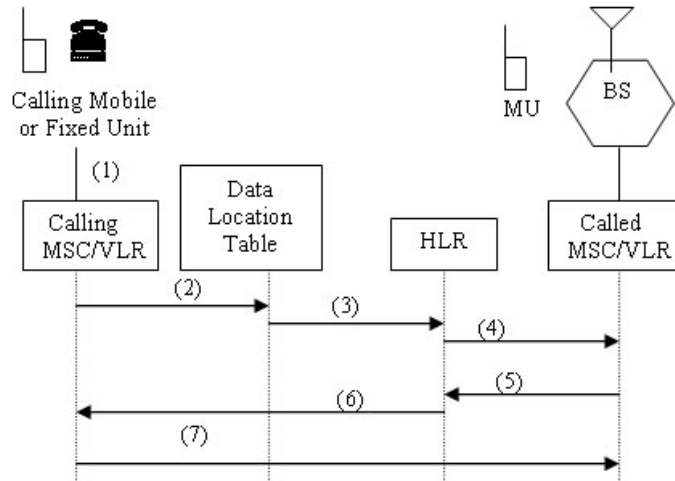 Calling Mobile
or Fixed Unit
MU
BS
(1)
Calling
MSC/VLR
Data
Location
Table
HLR
Called
MSC/VLR
(2)
(3)
(4)
(5)
(6)
(7)